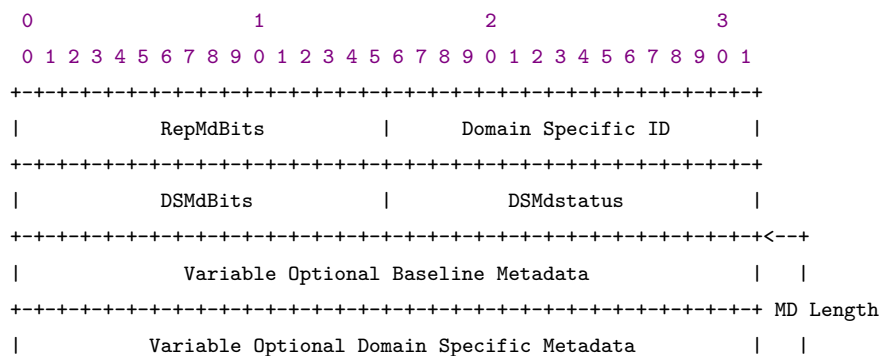 0                   1                   2                   3
 0 1 2 3 4 5 6 7 8 9 0 1 2 3 4 5 6 7 8 9 0 1 2 3 4 5 6 7 8 9 0 1
+-+-+-+-+-+-+-+-+-+-+-+-+-+-+-+-+-+-+-+-+-+-+-+-+-+-+-+-+-+-+-+-+
|            RepMdBits          |      Domain Specific ID       |
+-+-+-+-+-+-+-+-+-+-+-+-+-+-+-+-+-+-+-+-+-+-+-+-+-+-+-+-+-+-+-+-+
|            DSMdBits           |          DSMdstatus           |
+-+-+-+-+-+-+-+-+-+-+-+-+-+-+-+-+-+-+-+-+-+-+-+-+-+-+-+-+-+-+-+-+<--+
|              Variable Optional Baseline Metadata              |   |
+-+-+-+-+-+-+-+-+-+-+-+-+-+-+-+-+-+-+-+-+-+-+-+-+-+-+-+-+-+-+-+-+ MD Length
|           Variable Optional Domain Specific Metadata          |   |